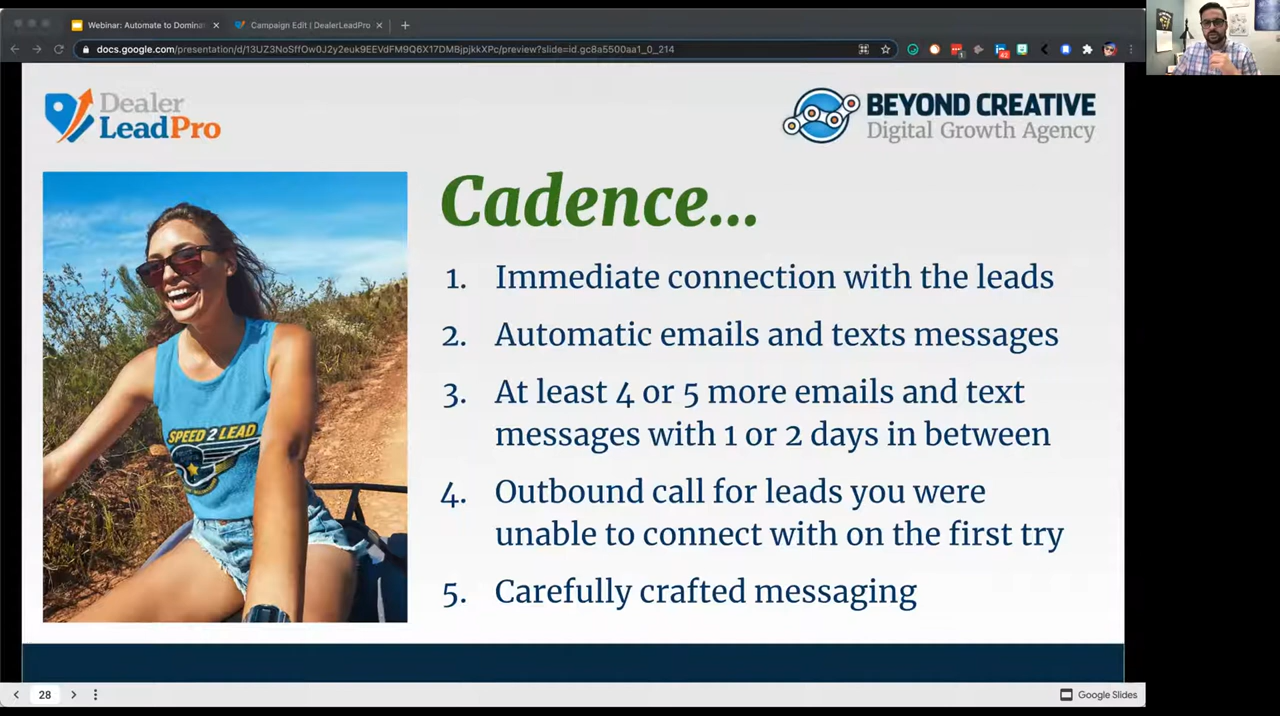 Webinar: Automate to Domina
Campaign Edit | DealerLeadPro
docs.google.com/presentation/d/13UZ3NoSffOw0J2y2euk9EEVdFM9Q6X17DMBjpjkkXPc/preview?slide=id.gc8a5500aa1_0_214
Dealer
LeadPro
BEYOND CREATIVE
Digital Growth Agency
Cadence...
1. Immediate connection with the leads
2. Automatic emails and texts messages
3. At least 4 or 5 more emails and text
messages with 1 or 2 days in between
4. Outbound call for leads you were
unable to connect with on the first try
5. Carefully crafted messaging
SPEED 2 LEAD
28
Google Slides